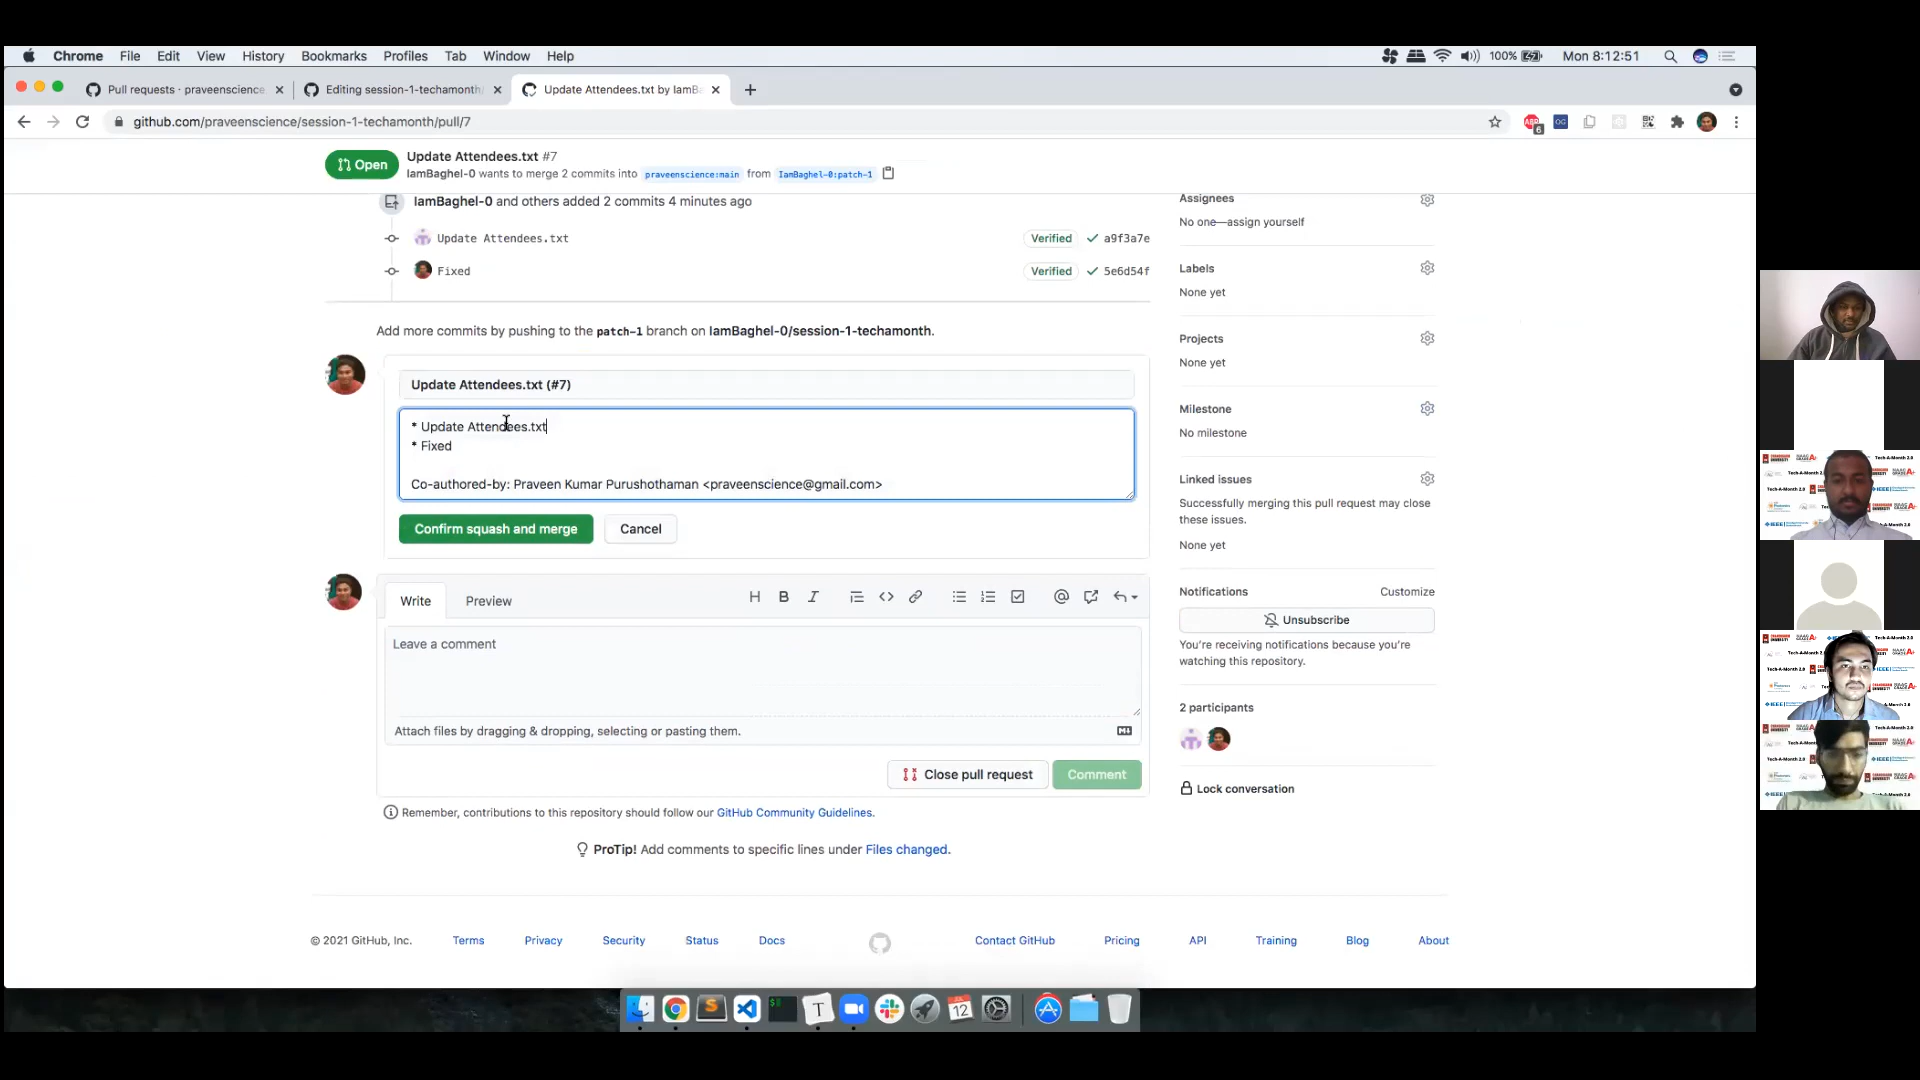 Chrome File Edit View History Bookmarks Profiles Tab Window Help
100% Mon 8:12:51
Pull requests · praveenscience
Editing session-1-techamonth/
Update Attendees.txt by IamB
github.com/praveenscience/session-1-techamonth/pull/7
Open
Update Attendees.txt #7
IamBaghel-0 wants to merge 2 commits into praveenscience:main from IamBaghel-0:patch-1
IamBaghel-0 and others added 2 commits 4 minutes ago
Update Attendees.txt Verified a9f3a7e
Fixed Verified 5e6d54f
Add more commits by pushing to the patch-1 branch on IamBaghel-0/session-1-techamonth.
Update Attendees.txt (#7)
* Update Attendees.txt
* Fixed
Co-authored-by: Praveen Kumar Purushothaman <praveenscience@gmail.com>
Confirm squash and merge Cancel
Write Preview
Leave a comment
Attach files by dragging & dropping, selecting or pasting them.
Close pull request Comment
Remember, contributions to this repository should follow our GitHub Community Guidelines.
ProTip! Add comments to specific lines under Files changed.
Assignees
No one—assign yourself
Labels
None yet
Projects
None yet
Milestone
No milestone
Linked issues
Successfully merging this pull request may close
these issues.
None yet
Notifications Customize
Unsubscribe
You're receiving notifications because you're
watching this repository.
2 participants
Lock conversation
© 2021 GitHub, Inc. Terms Privacy Security Status Docs Contact GitHub Pricing API Training Blog About